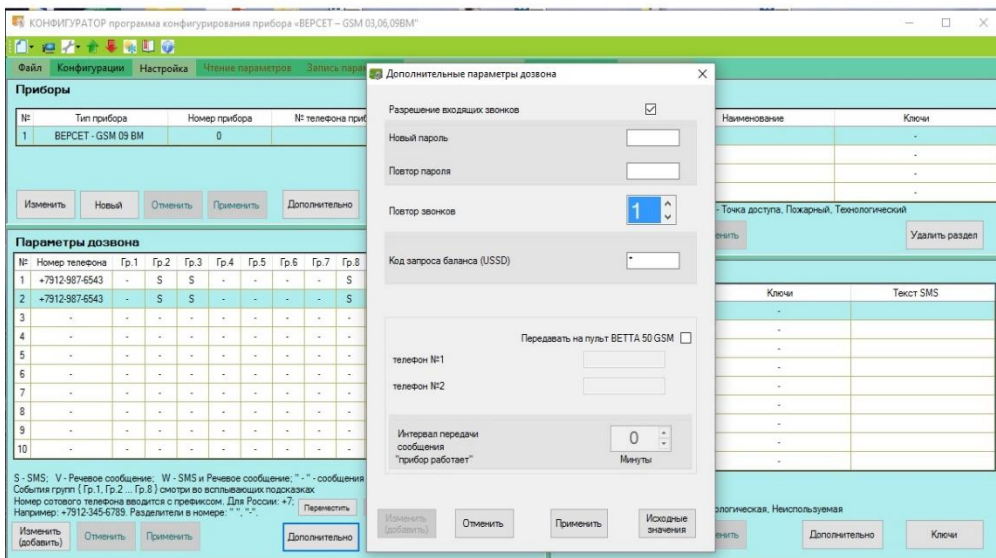 КОНФИГУРАТОР программа конфигурирования прибора «ВЕРСЕТ – GSM 03,06,09ВМ"
Файл Конфигурации Настройка Чтение параметров Запись
Приборы
№ Тип прибора Номер прибора № телефона
1 ВЕРСЕТ - GSM 09 ВМ 0
Изменить Новый Отменить Применить Дополнительно
Параметры дозвона
№ Номер телефона Гр.1 Гр.2 Гр.3 Гр.4 Гр.5 Гр.6 Гр.7 Гр.8
1 +7912-987-6543 - S S - - - - S
2 +7912-987-6543 - S S - - - - S
3 - - - - - - - - -
4 - - - - - - - - -
5 - - - - - - - - -
6 - - - - - - - - -
7 - - - - - - - - -
8 - - - - - - - - -
9 - - - - - - - - -
10 - - - - - - - - -
S - SMS; V - Речевое сообщение; W - SMS и Речевое сообщение; " - " - сообщения
События групп { Гр.1, Гр.2 ... Гр.8 } смотри во всплывающих подсказках
Номер сотового телефона вводится с префиксом. Для России: +7;
Например: +7912-345-6789. Разделители в номере: " ", "-".
Переместить
Изменить
(добавить)
Отменить Применить Дополнительно
Дополнительные параметры дозвона
Разрешение входящих звонков
Новый пароль
Повтор пароля
Повтор звонков 1
Код запроса баланса (USSD) *
Передавать на пульт ВЕТТА 50 GSM
телефон №1
телефон №2
Интервал передачи
сообщения
"прибор работает"
0
Минуты
Изменить
(добавить)
Отменить Применить
Исходные
значения
Наименование Ключи
-
-
-
-
- Точка доступа, Пожарный, Технологический
Удалить раздел
Ключи Текст SMS
-
-
-
-
-
-
-
-
Неиспользуемая
Дополнительно Ключи